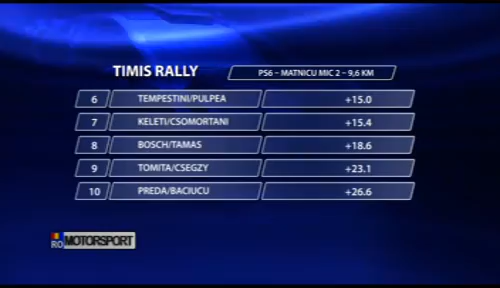 TIMIS RALLY
PS6 – MATNICU MIC 2 – 9,6 KM
6 TEMPESTINI/PULPEA +15.0
7 KELETI/CSOMORTANI +15.4
8 BOSCH/TAMAS +18.6
9 TOMITA/CSEGZY +23.1
10 PREDA/BACIUCU +26.6
RO MOTORSPORT